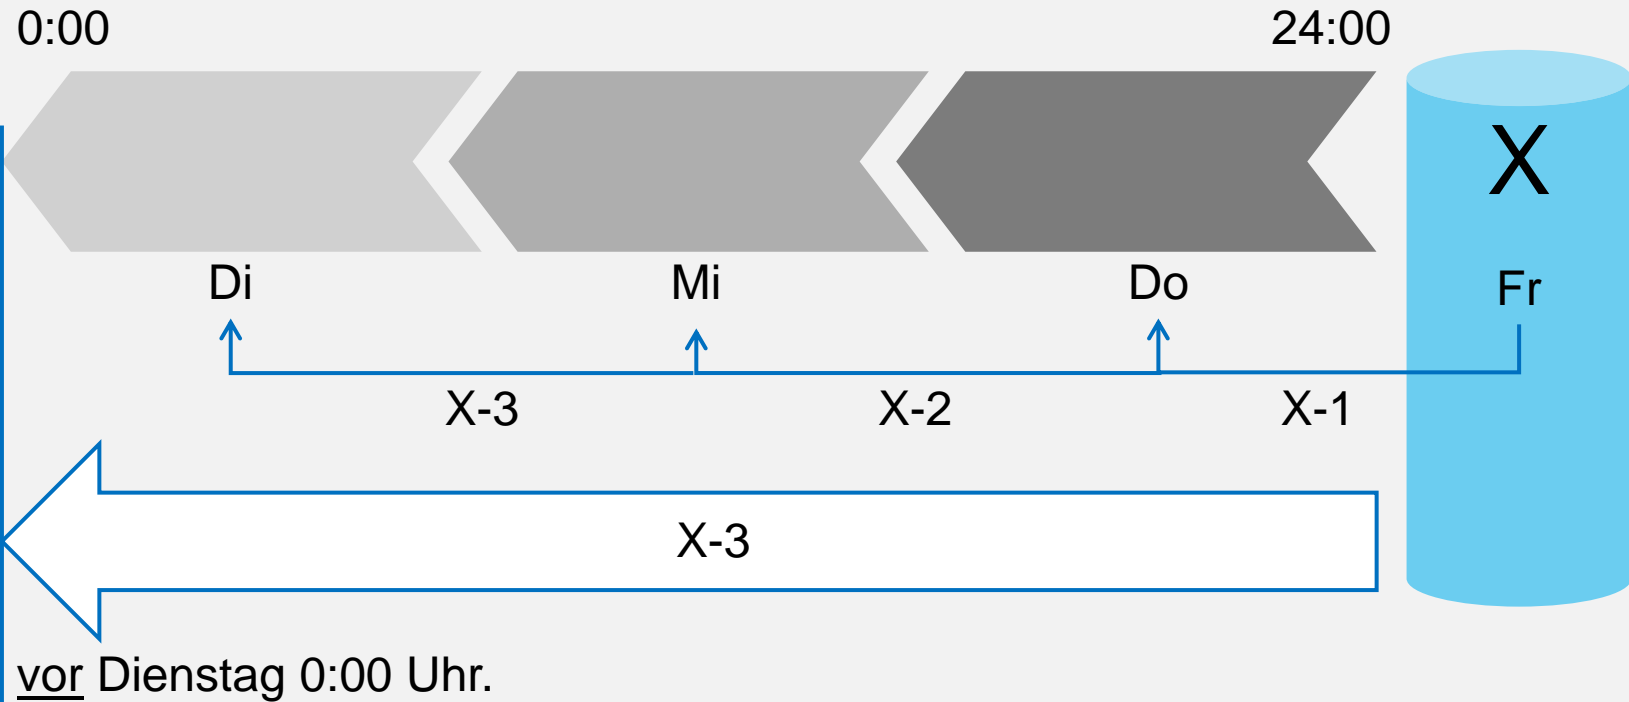 0:00
24:00
X
Di
Mi
Do
Fr
X-3
X-2
X-1
X-3
vor Dienstag 0:00 Uhr.